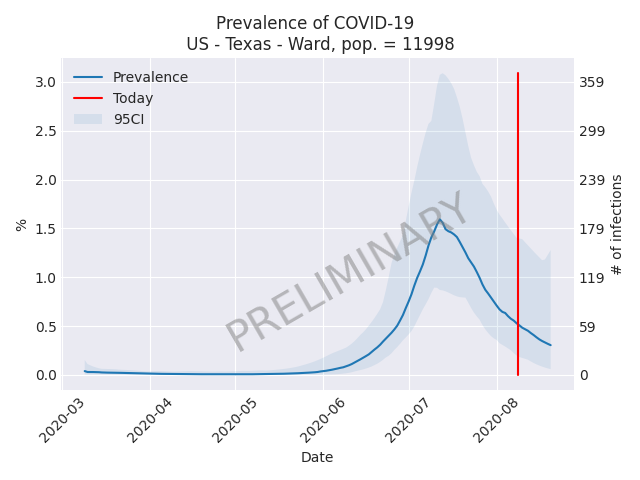 Prevalence of COVID-19
US - Texas - Ward, pop. = 11998
Prevalence
Today
95CI
PRELIMINARY
%
3.0
2.5
2.0
1.5
1.0
0.5
0.0
359
299
239
179
119
59
0
# of infections
2020-03
2020-04
2020-05
2020-06
2020-07
2020-08
Date